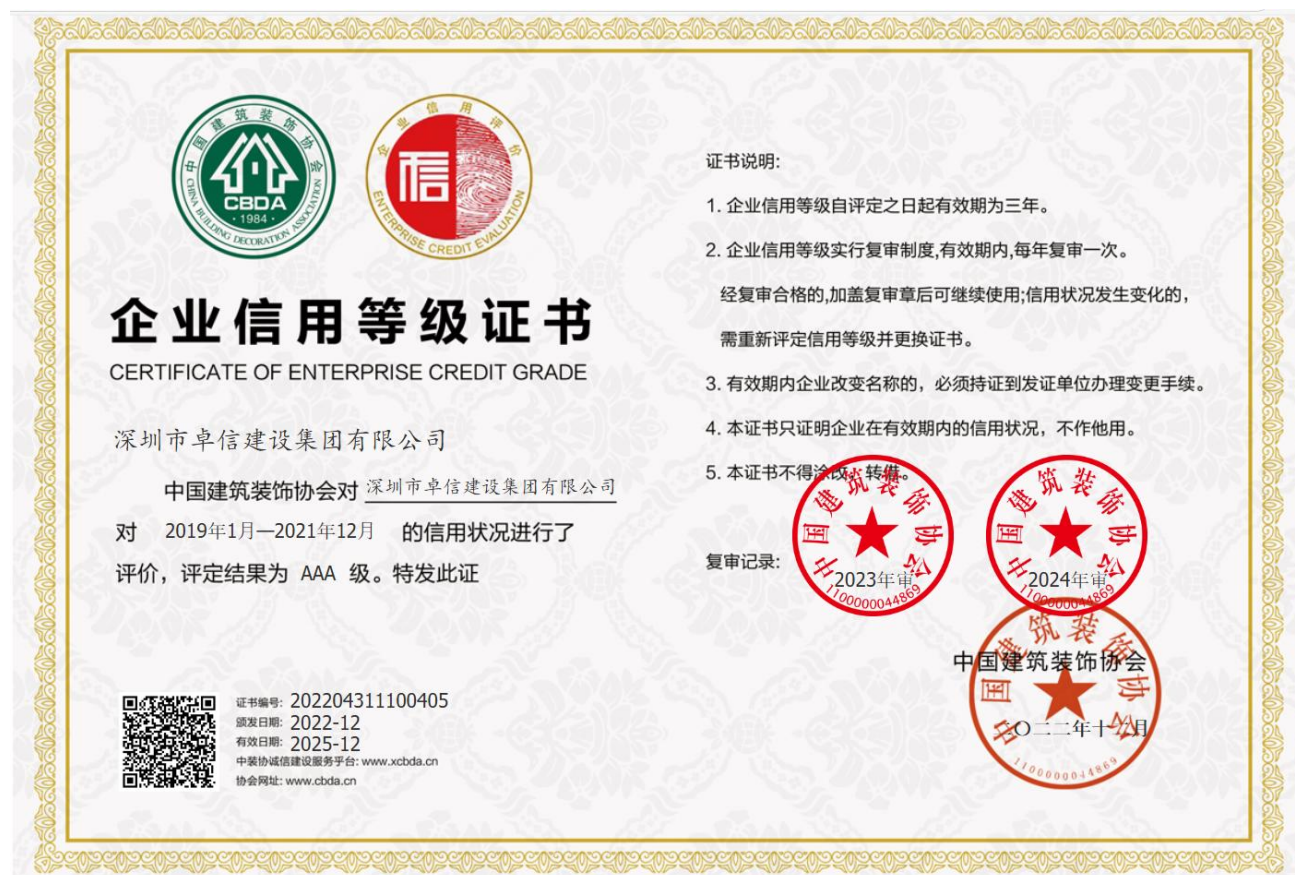 中国建筑装饰协会
CBDA
·1984·
CHINA BUILDING DECORATION ASSOCIATION
企业信用评价
信
ENTERPRISE CREDIT EVALUATION
企业信用等级证书
CERTIFICATE OF ENTERPRISE CREDIT GRADE
深圳市卓信建设集团有限公司
中国建筑装饰协会对 深圳市卓信建设集团有限公司
对 2019年1月—2021年12月 的信用状况进行了
评价，评定结果为 AAA 级。特发此证
证书编号: 202204311100405
颁发日期: 2022-12
有效日期: 2025-12
中装协诚信建设服务平台: www.xcbda.cn
协会网址: www.cbda.cn
证书说明:
1. 企业信用等级自评定之日起有效期为三年。
2. 企业信用等级实行复审制度,有效期内,每年复审一次。
经复审合格的,加盖复审章后可继续使用;信用状况发生变化的,
需重新评定信用等级并更换证书。
3. 有效期内企业改变名称的，必须持证到发证单位办理变更手续。
4. 本证书只证明企业在有效期内的信用状况，不作他用。
5. 本证书不得涂改、转借。
复审记录:
中国建筑装饰协会
2023年审
1100000044869
中国建筑装饰协会
2024年审
1100000044869
中国建筑装饰协会
中国建筑装饰协会
二〇二二年十二月
1100000044869